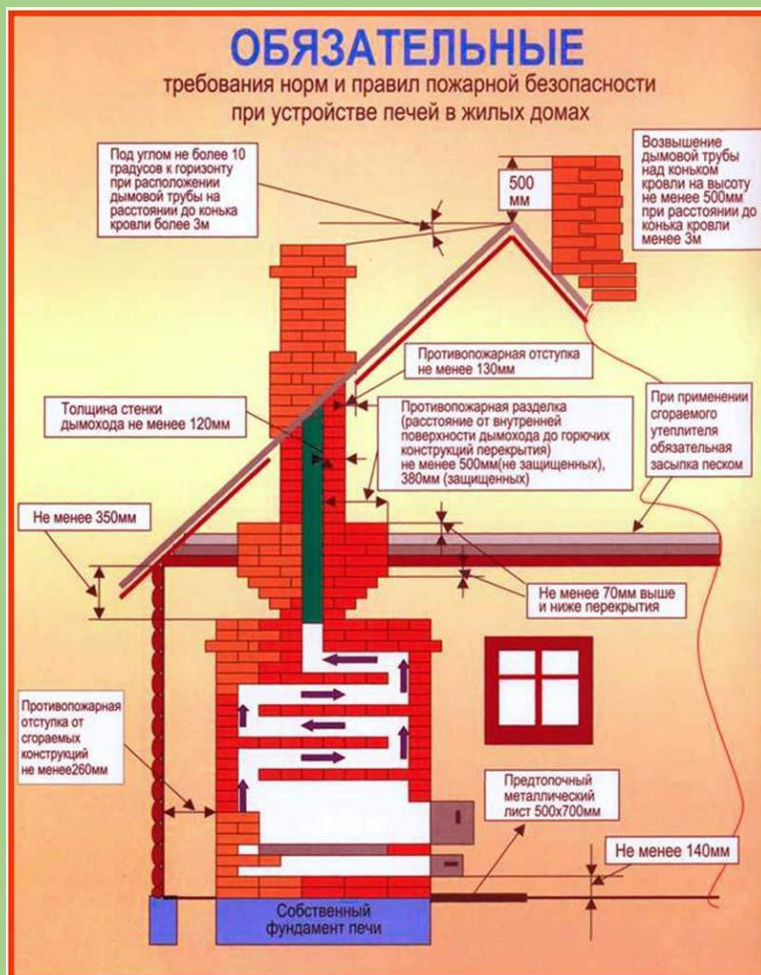 ОБЯЗАТЕЛЬНЫЕ
требования норм и правил пожарной безопасности
при устройстве печей в жилых домах
Под углом не более 10
градусов к горизонту
при расположении
дымовой трубы на
расстоянии до конька
кровли более 3м
500
мм
Возвышение
дымовой трубы
над коньком
кровли на высоту
не менее 500мм
при расстоянии до
конька кровли
менее 3м
Противопожарная отступка
не менее 130мм
Толщина стенки
дымохода не менее 120мм
Противопожарная разделка
(расстояние от внутренней
поверхности дымохода до горючих
конструкций перекрытия)
не менее 500мм(не защищенных),
380мм (защищенных)
При применении
сгораемого
утеплителя
обязательная
засыпка песком
Не менее 350мм
Не менее 70мм выше
и ниже перекрытия
Противопожарная
отступка от
сгораемых
конструкций
не менее260мм
Предтопочный
металлический
лист 500х700мм
Не менее 140мм
Собственный
фундамент печи